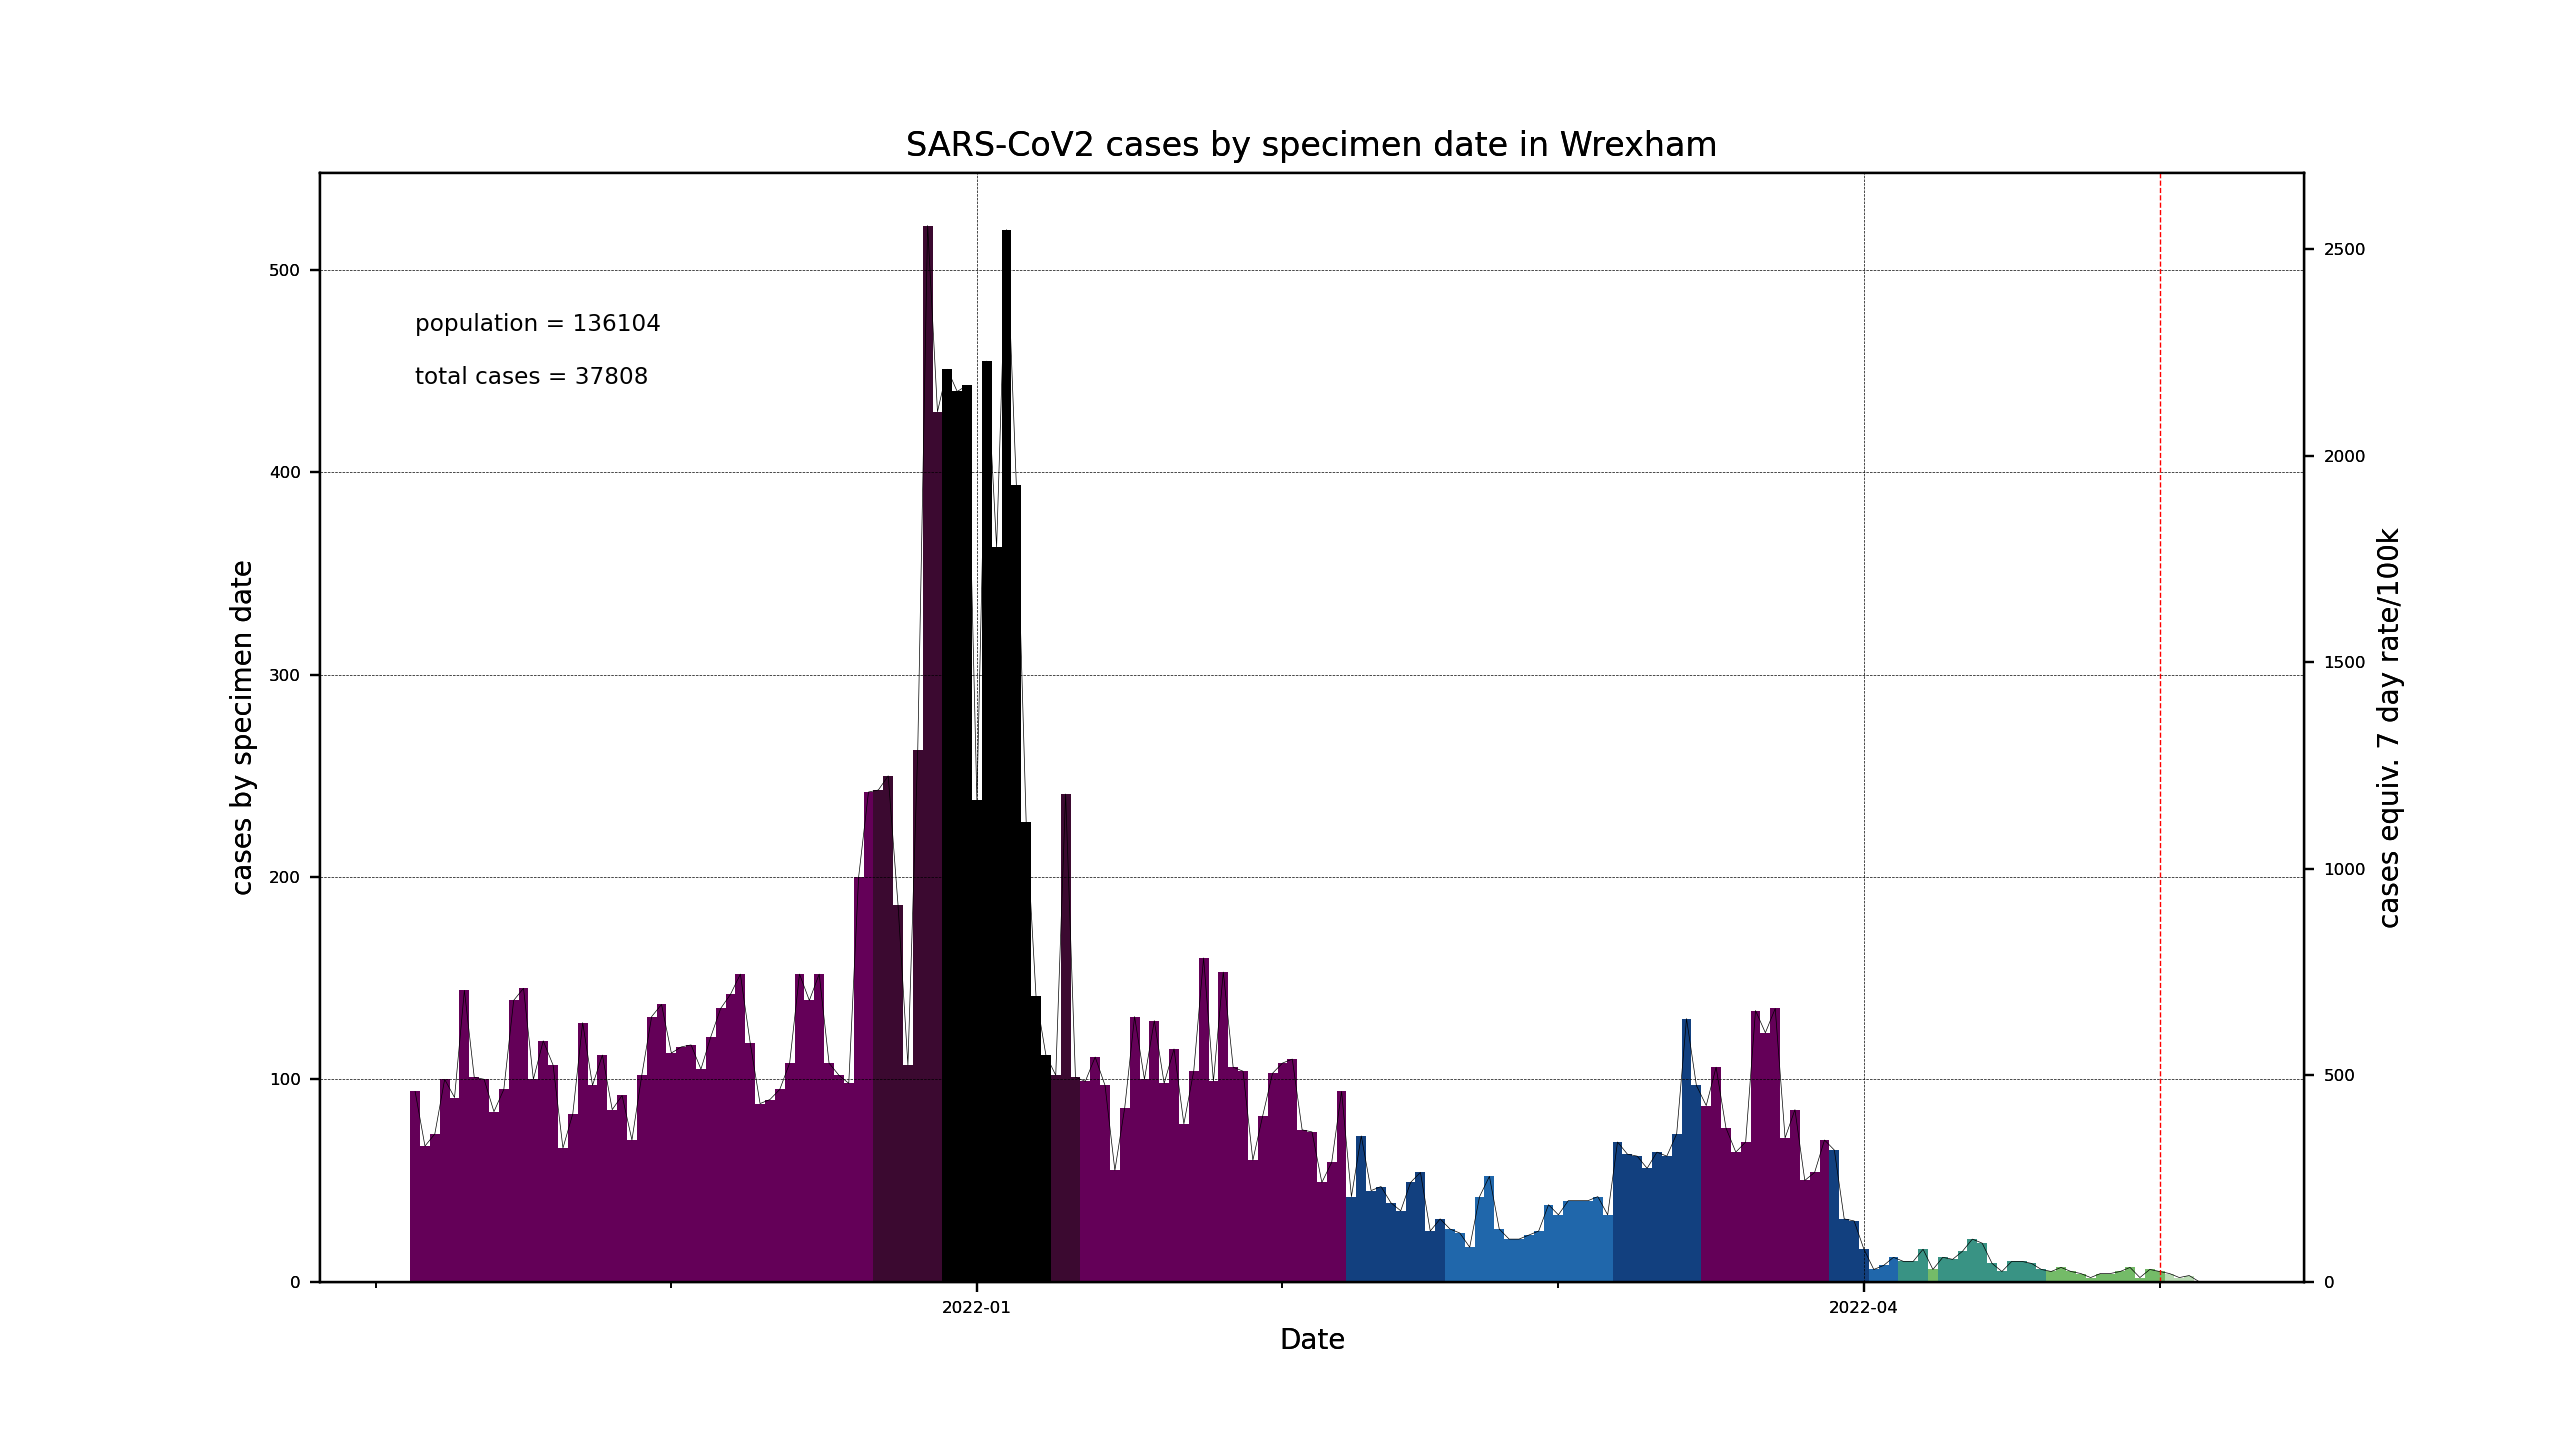 SARS-CoV2 cases by specimen date in Wrexham
population = 136104
total cases = 37808
cases by specimen date
500
400
300
200
100
0
2500
2000
1500
1000
500
0
cases equiv. 7 day rate/100k
2022-01
2022-04
Date